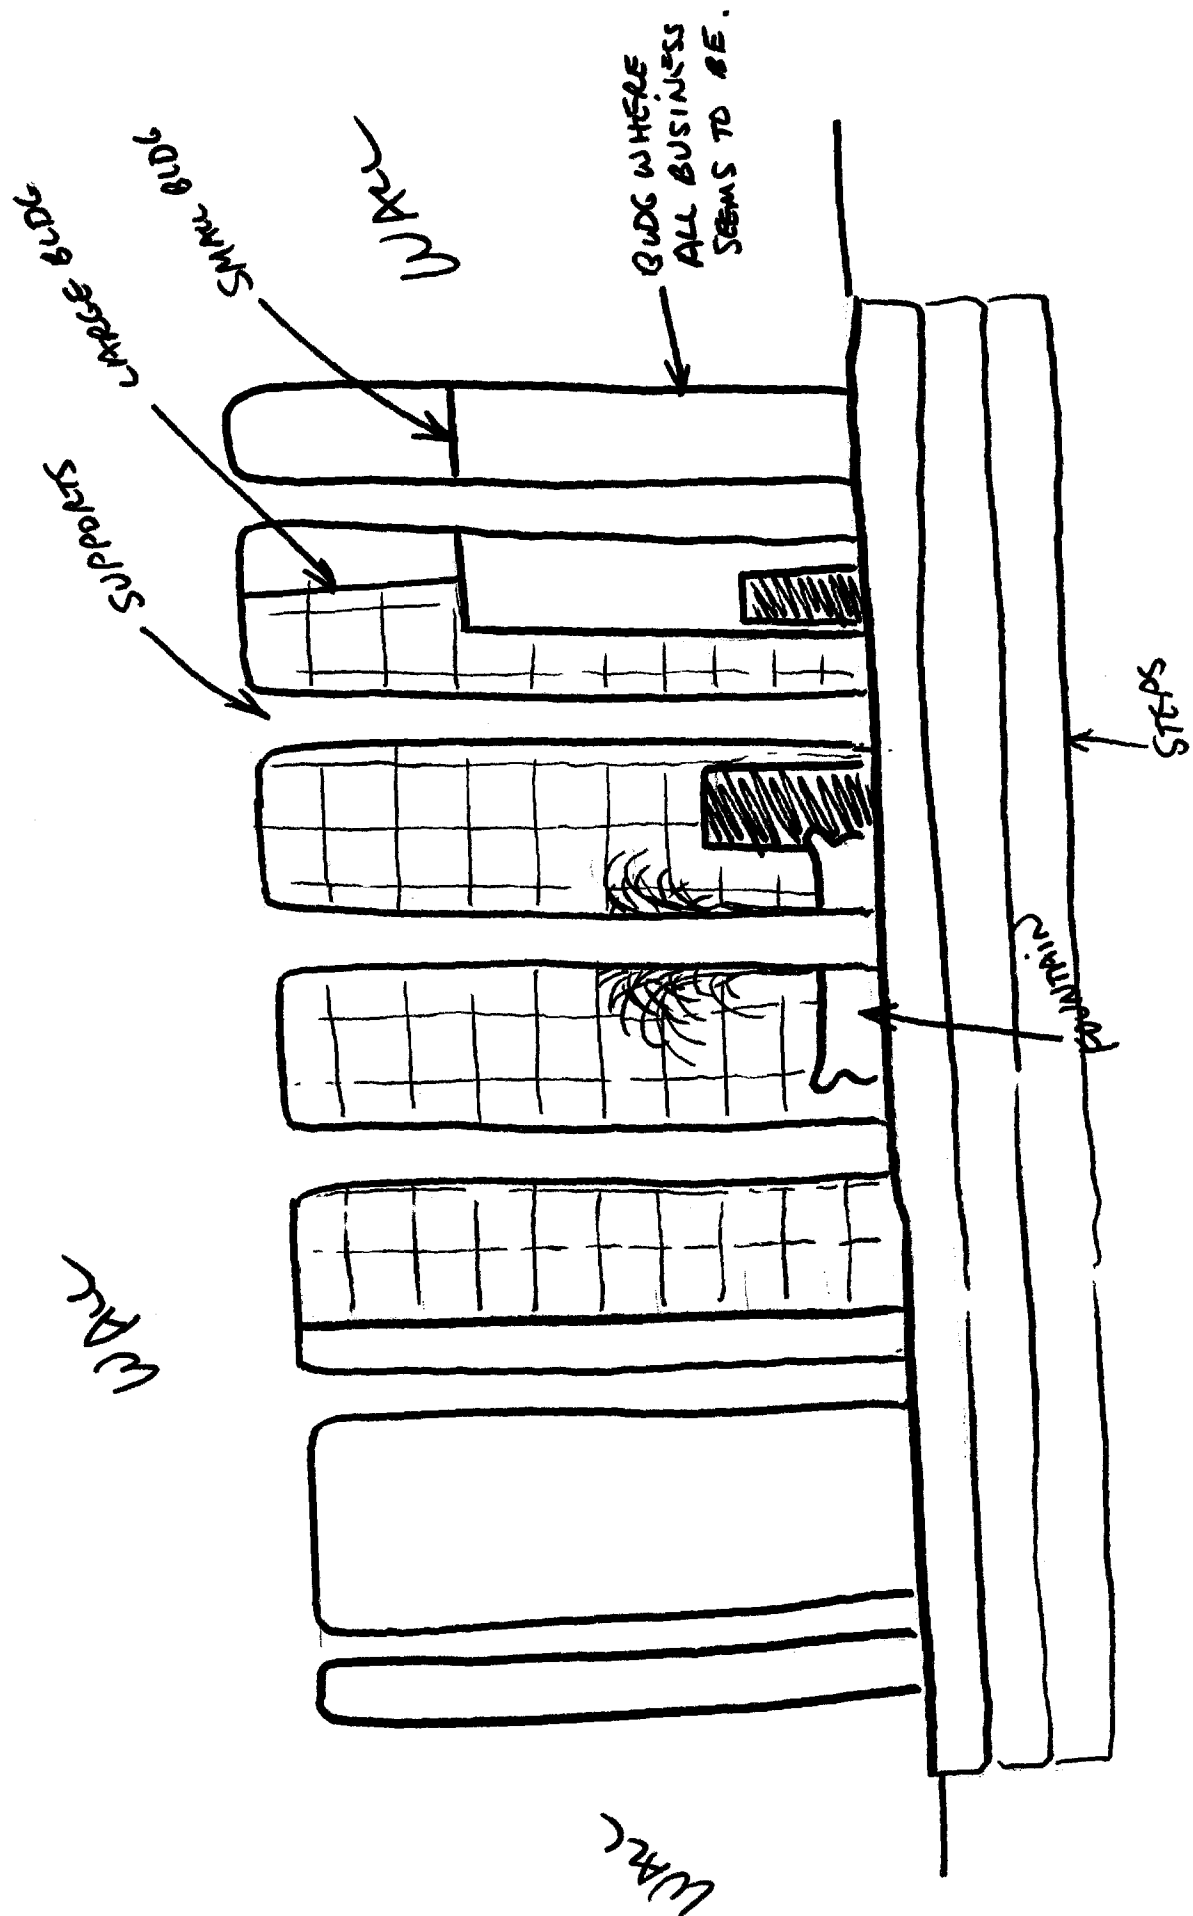 SUPPORTS
LARGE BLDG
SMALL BLDG
WALL
WALL
WALL
BLDG WHERE
ALL BUSINESS
SEEMS TO BE.
FOUNTAIN
STEPS